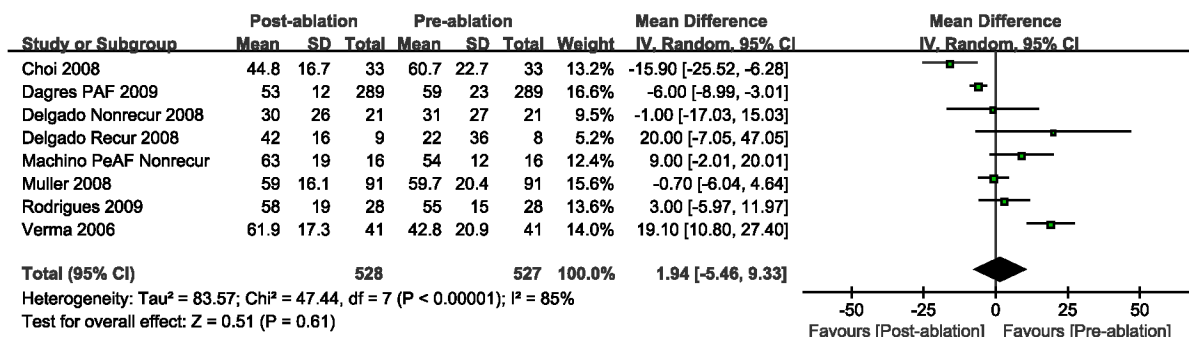 Post-ablation Pre-ablation Mean Difference Mean Difference
Study or Subgroup Mean SD Total Mean SD Total Weight IV. Random. 95% CI IV. Random. 95% CI
Choi 2008 44.8 16.7 33 60.7 22.7 33 13.2% -15.90 [-25.52, -6.28]
Dagres PAF 2009 53 12 289 59 23 289 16.6% -6.00 [-8.99, -3.01]
Delgado Nonrecur 2008 30 26 21 31 27 21 9.5% -1.00 [-17.03, 15.03]
Delgado Recur 2008 42 16 9 22 36 8 5.2% 20.00 [-7.05, 47.05]
Machino PeAF Nonrecur 63 19 16 54 12 16 12.4% 9.00 [-2.01, 20.01]
Muller 2008 59 16.1 91 59.7 20.4 91 15.6% -0.70 [-6.04, 4.64]
Rodrigues 2009 58 19 28 55 15 28 13.6% 3.00 [-5.97, 11.97]
Verma 2006 61.9 17.3 41 42.8 20.9 41 14.0% 19.10 [10.80, 27.40]
Total (95% CI) 528 527 100.0% 1.94 [-5.46, 9.33]
Heterogeneity: Tau² = 83.57; Chi² = 47.44, df = 7 (P < 0.00001); I² = 85%
Test for overall effect: Z = 0.51 (P = 0.61)
-50 -25 0 25 50
Favours [Post-ablation] Favours [Pre-ablation]